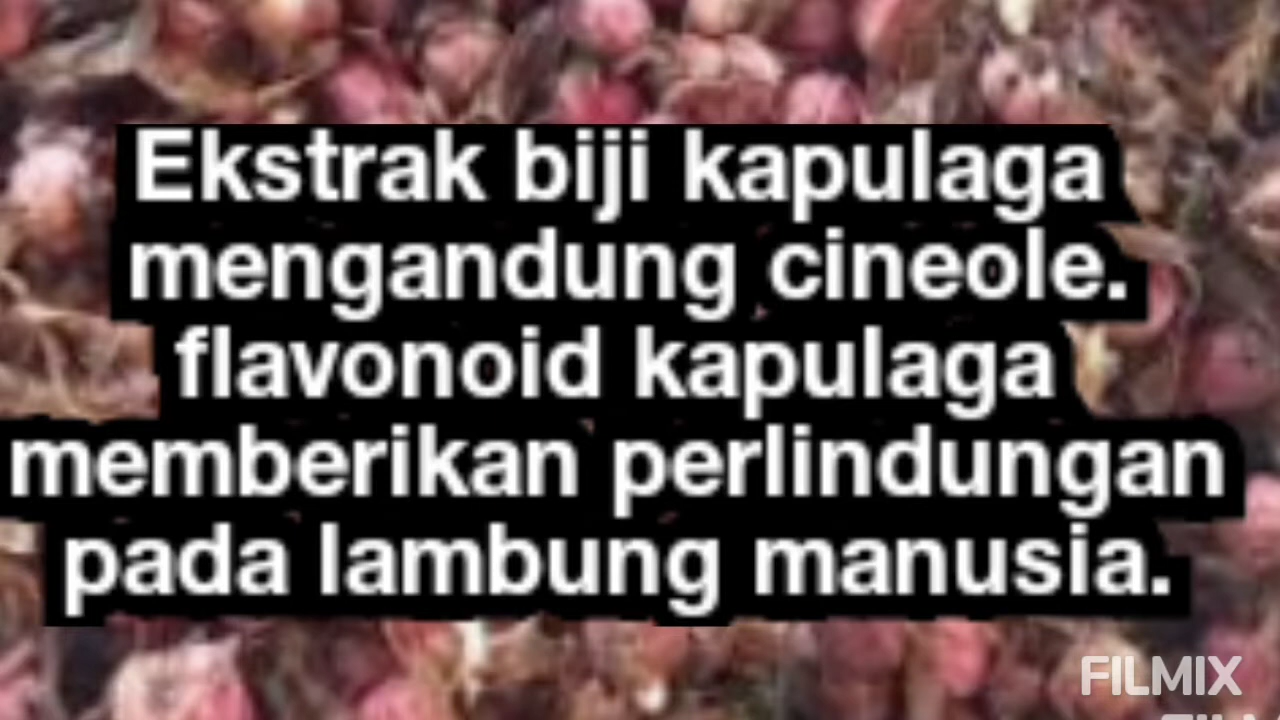 Ekstrak biji kapulaga
mengandung cineole.
flavonoid kapulaga
memberikan perlindungan
pada lambung manusia.
FILMIX